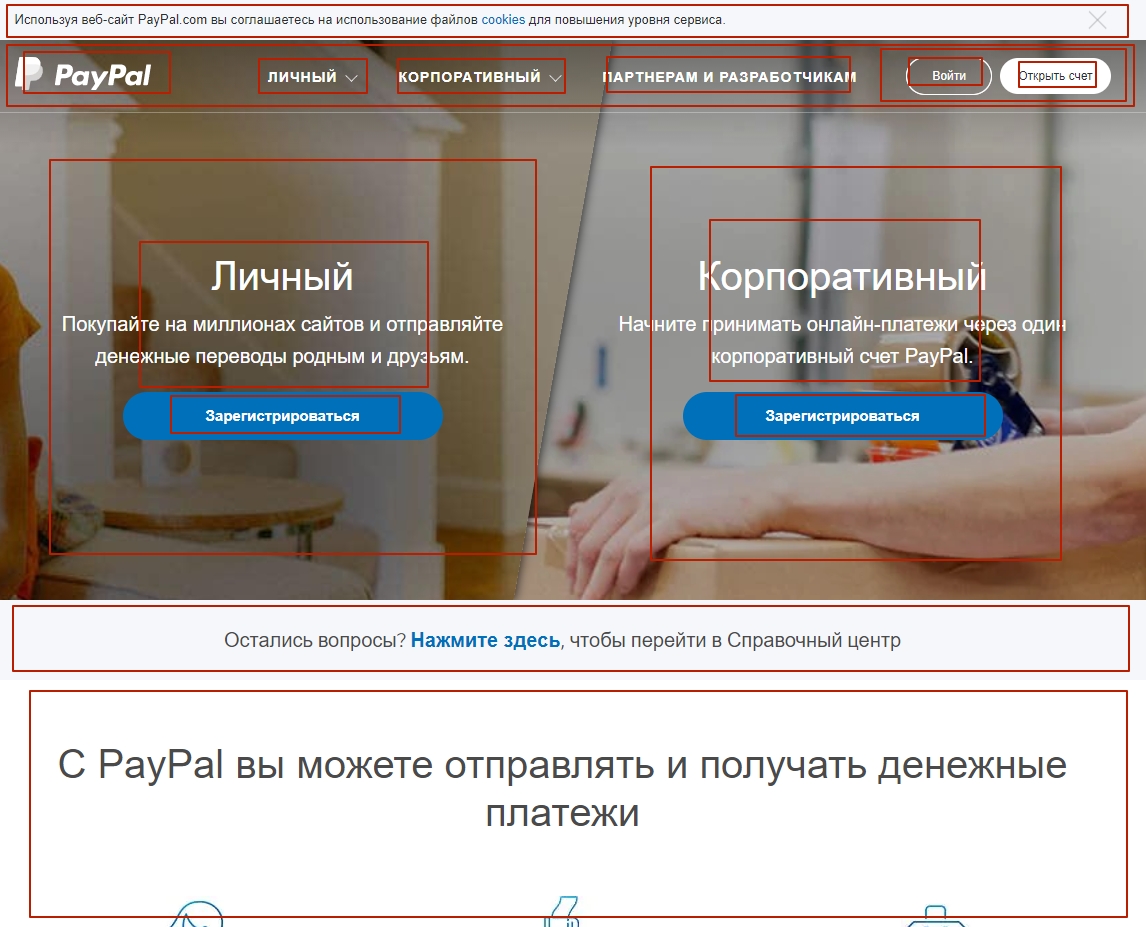 Используя веб-сайт PayPal.com вы соглашаетесь на использование файлов cookies для повышения уровня сервиса.
PayPal ЛИЧНЫЙ КОРПОРАТИВНЫЙ ПАРТНЕРАМ И РАЗРАБОТЧИКАМ Войти Открыть счет
Личный
Покупайте на миллионах сайтов и отправляйте
денежные переводы родным и друзьям.
Зарегистрироваться
Корпоративный
Начните принимать онлайн-платежи через один
корпоративный счет PayPal.
Зарегистрироваться
Остались вопросы? Нажмите здесь, чтобы перейти в Справочный центр
С PayPal вы можете отправлять и получать денежные
платежи